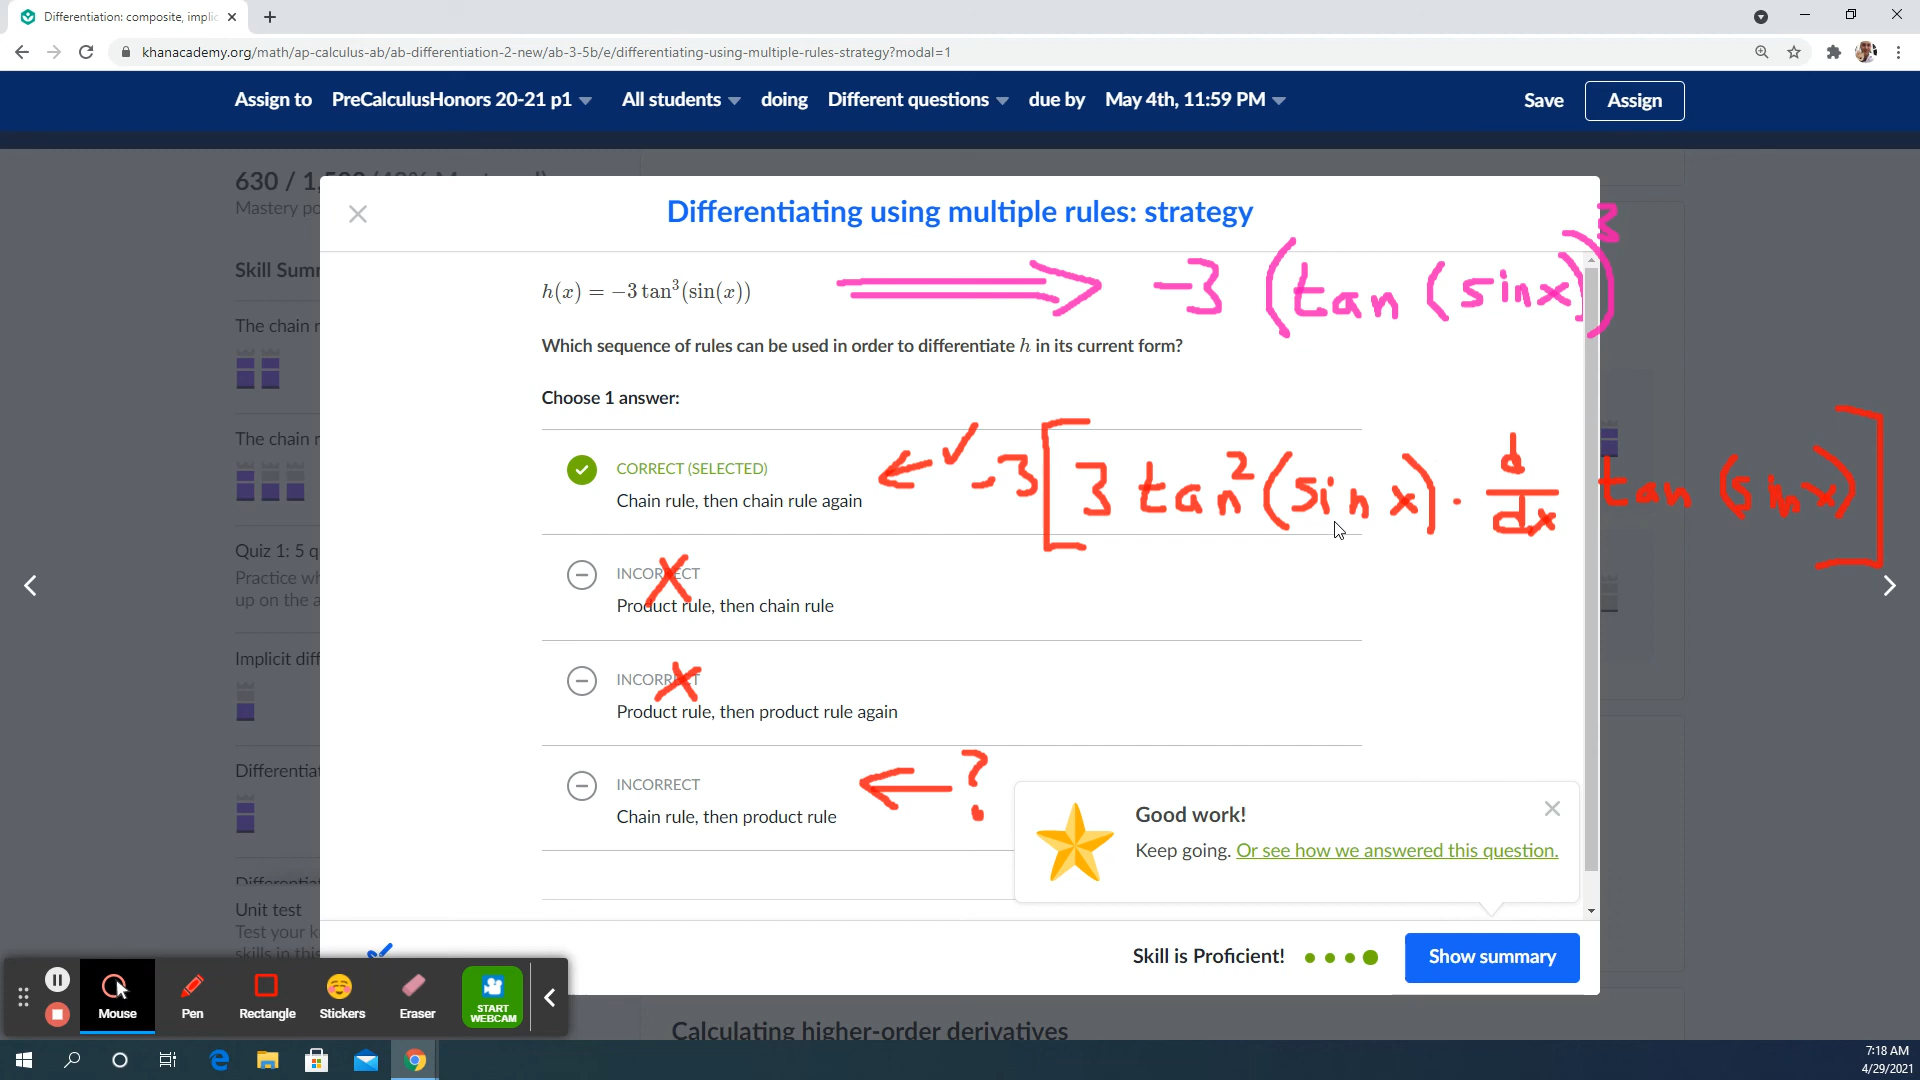 Differentiation: composite, implic
khanacademy.org/math/ap-calculus-ab/ab-differentiation-2-new/ab-3-5b/e/differentiating-using-multiple-rules-strategy?modal=1
Assign to PreCalculusHonors 20-21 p1 All students doing Different questions due by May 4th, 11:59 PM Save Assign
630 / 1,500
Mastery po
Differentiating using multiple rules: strategy
Skill Summ
h(x) = −3 tan³(sin(x)) ⟹ −3 (tan (sin x))³
The chain r
Which sequence of rules can be used in order to differentiate h in its current form?
Choose 1 answer:
The chain r
CORRECT (SELECTED)
Chain rule, then chain rule again
← ✓ −3 [3 tan² (sin x) · d/dx tan (sin x)]
Quiz 1: 5 q
Practice wh
up on the a
INCORRECT
Product rule, then chain rule
X
Implicit diff
INCORRECT
Product rule, then product rule again
X
Differentiat
INCORRECT
Chain rule, then product rule
← ?
Good work!
Keep going. Or see how we answered this question.
Differentiat
Unit test
Test your k
skills in this
Skill is Proficient! Show summary
Mouse Pen Rectangle Stickers Eraser START WEBCAM
Calculating higher-order derivatives
7:18 AM
4/29/2021